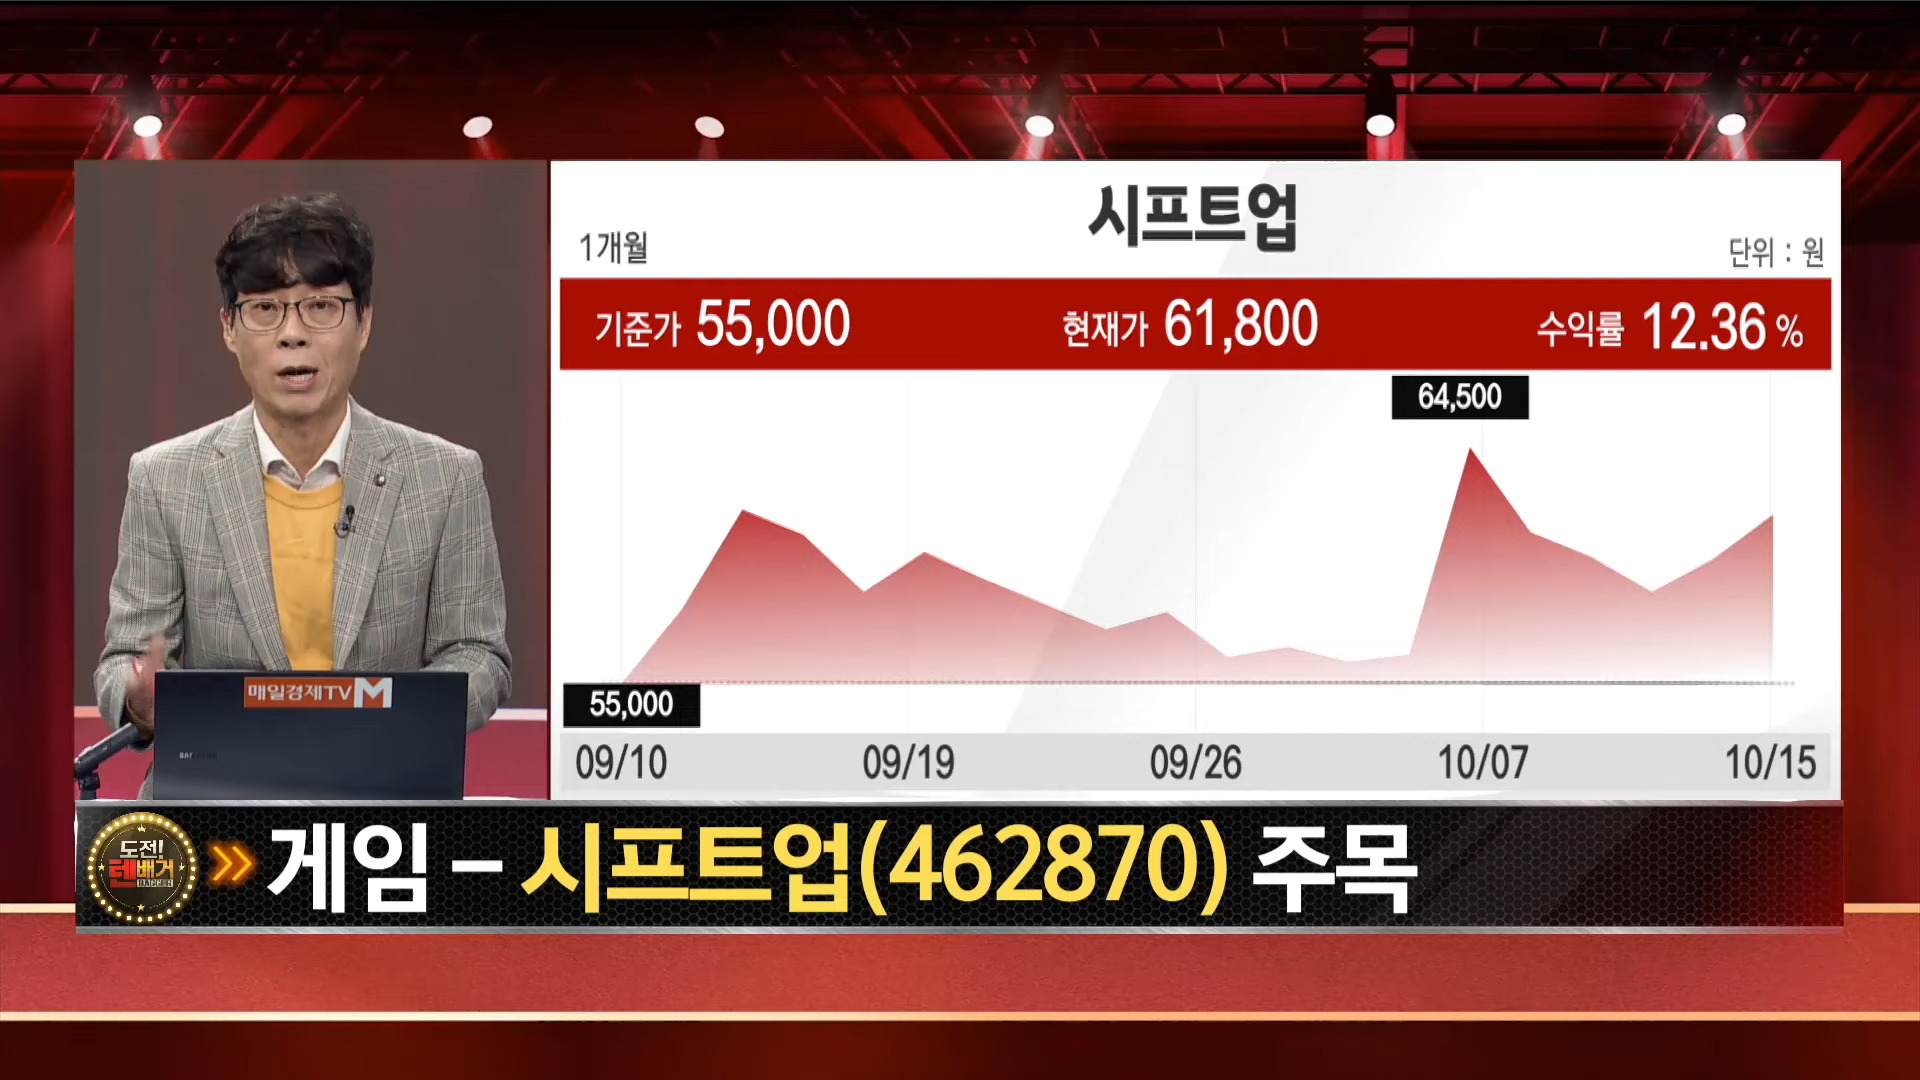 시프트업
1개월
단위 : 원
기준가 55,000 현재가 61,800 수익률 12.36 %
64,500
55,000
09/10 09/19 09/26 10/07 10/15
매일경제TV M
도전!
텐배거
게임 – 시프트업(462870) 주목